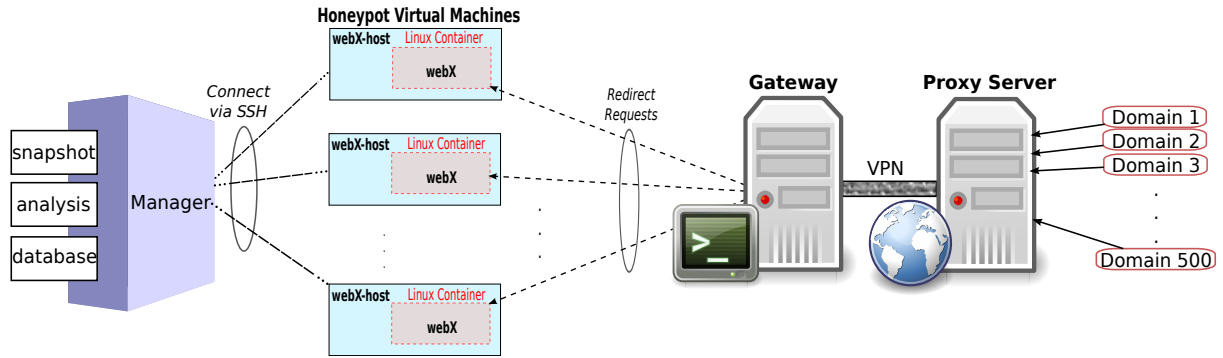 Honeypot Virtual Machines
webX-host
Linux Container
webX
Connect
via SSH
Redirect
Requests
Gateway
Proxy Server
snapshot
analysis
database
Manager
webX-host
Linux Container
webX
VPN
>_
Domain 1
Domain 2
Domain 3
Domain 500
webX-host
Linux Container
webX